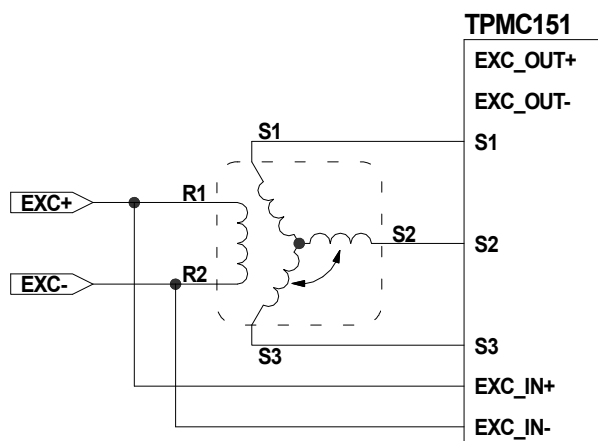 TPMC151
EXC_OUT+
EXC_OUT-
S1
S1
EXC+
R1
S2
S2
EXC-
R2
S3
S3
EXC_IN+
EXC_IN-